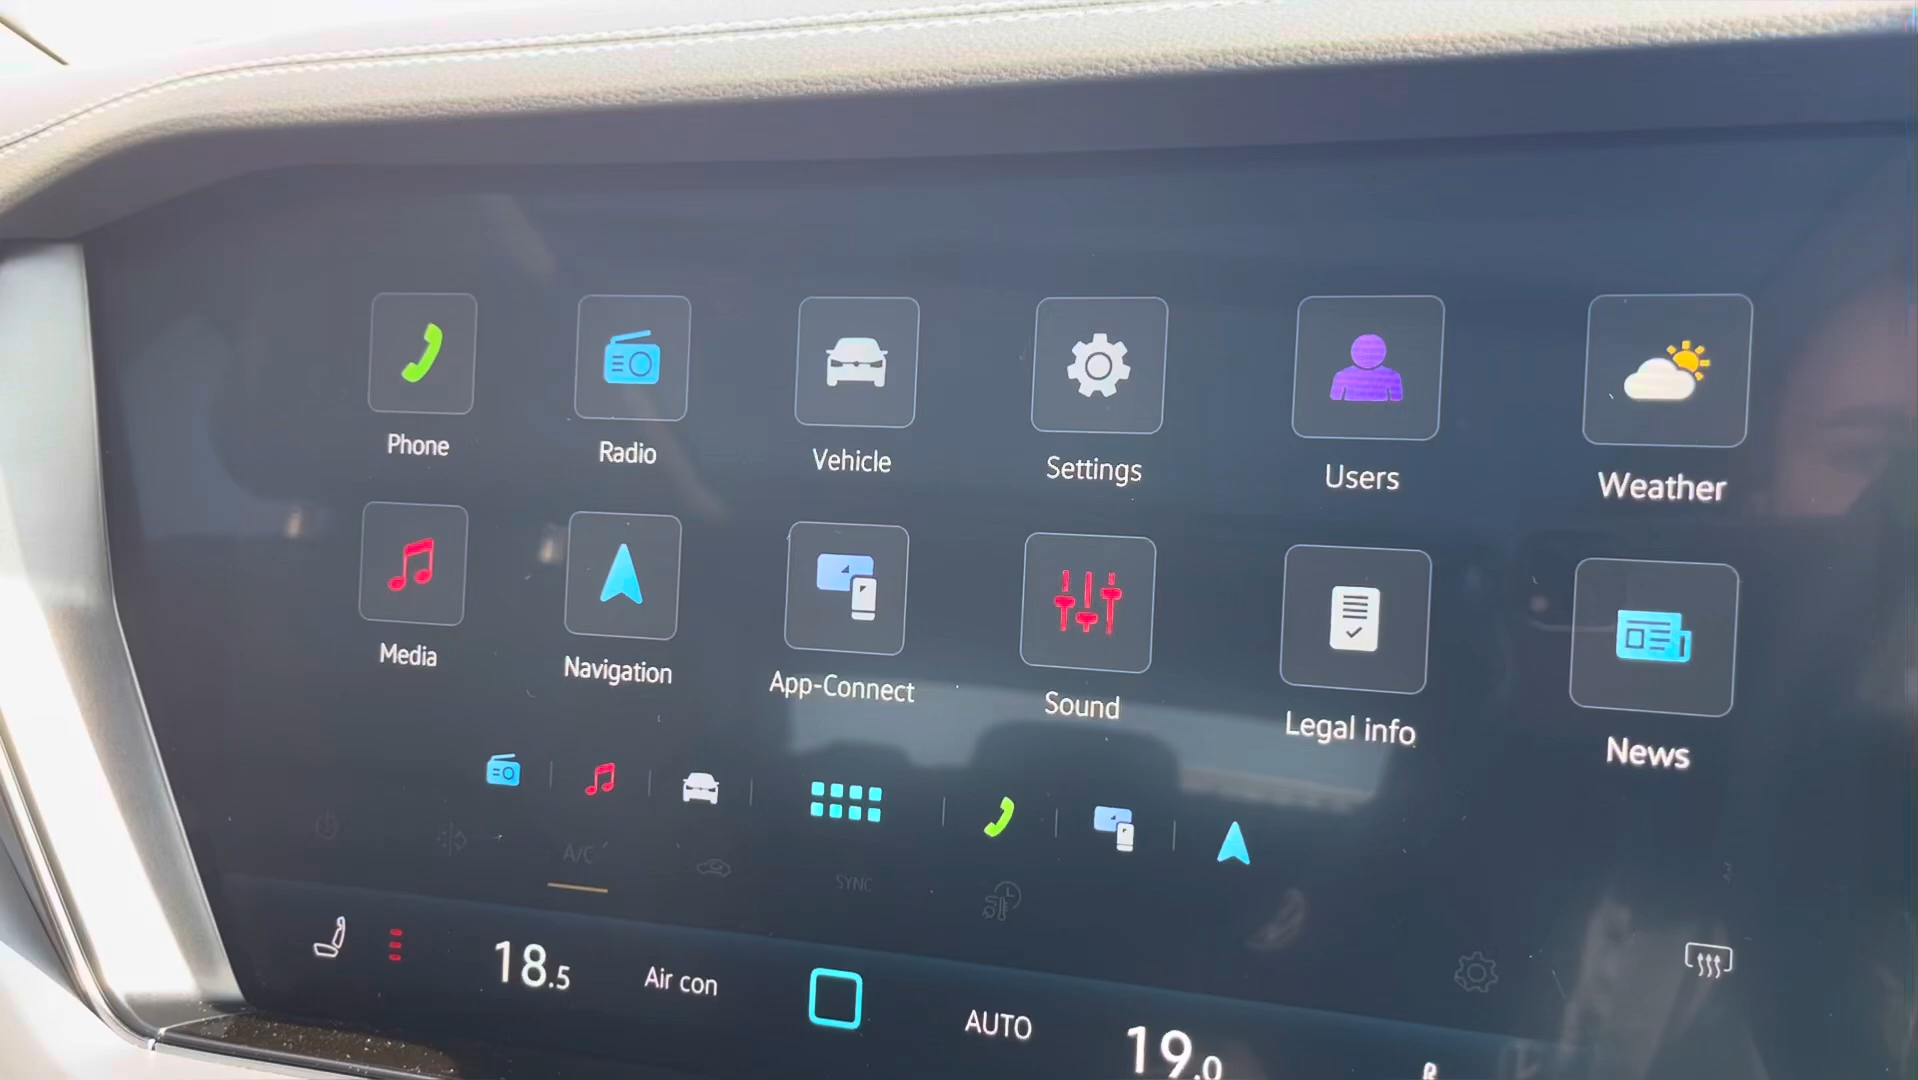 Phone
Radio
Vehicle
Settings
Users
Weather
Media
Navigation
App-Connect
Sound
Legal info
News
A/C
SYNC
18.5
Air con
AUTO
19.0